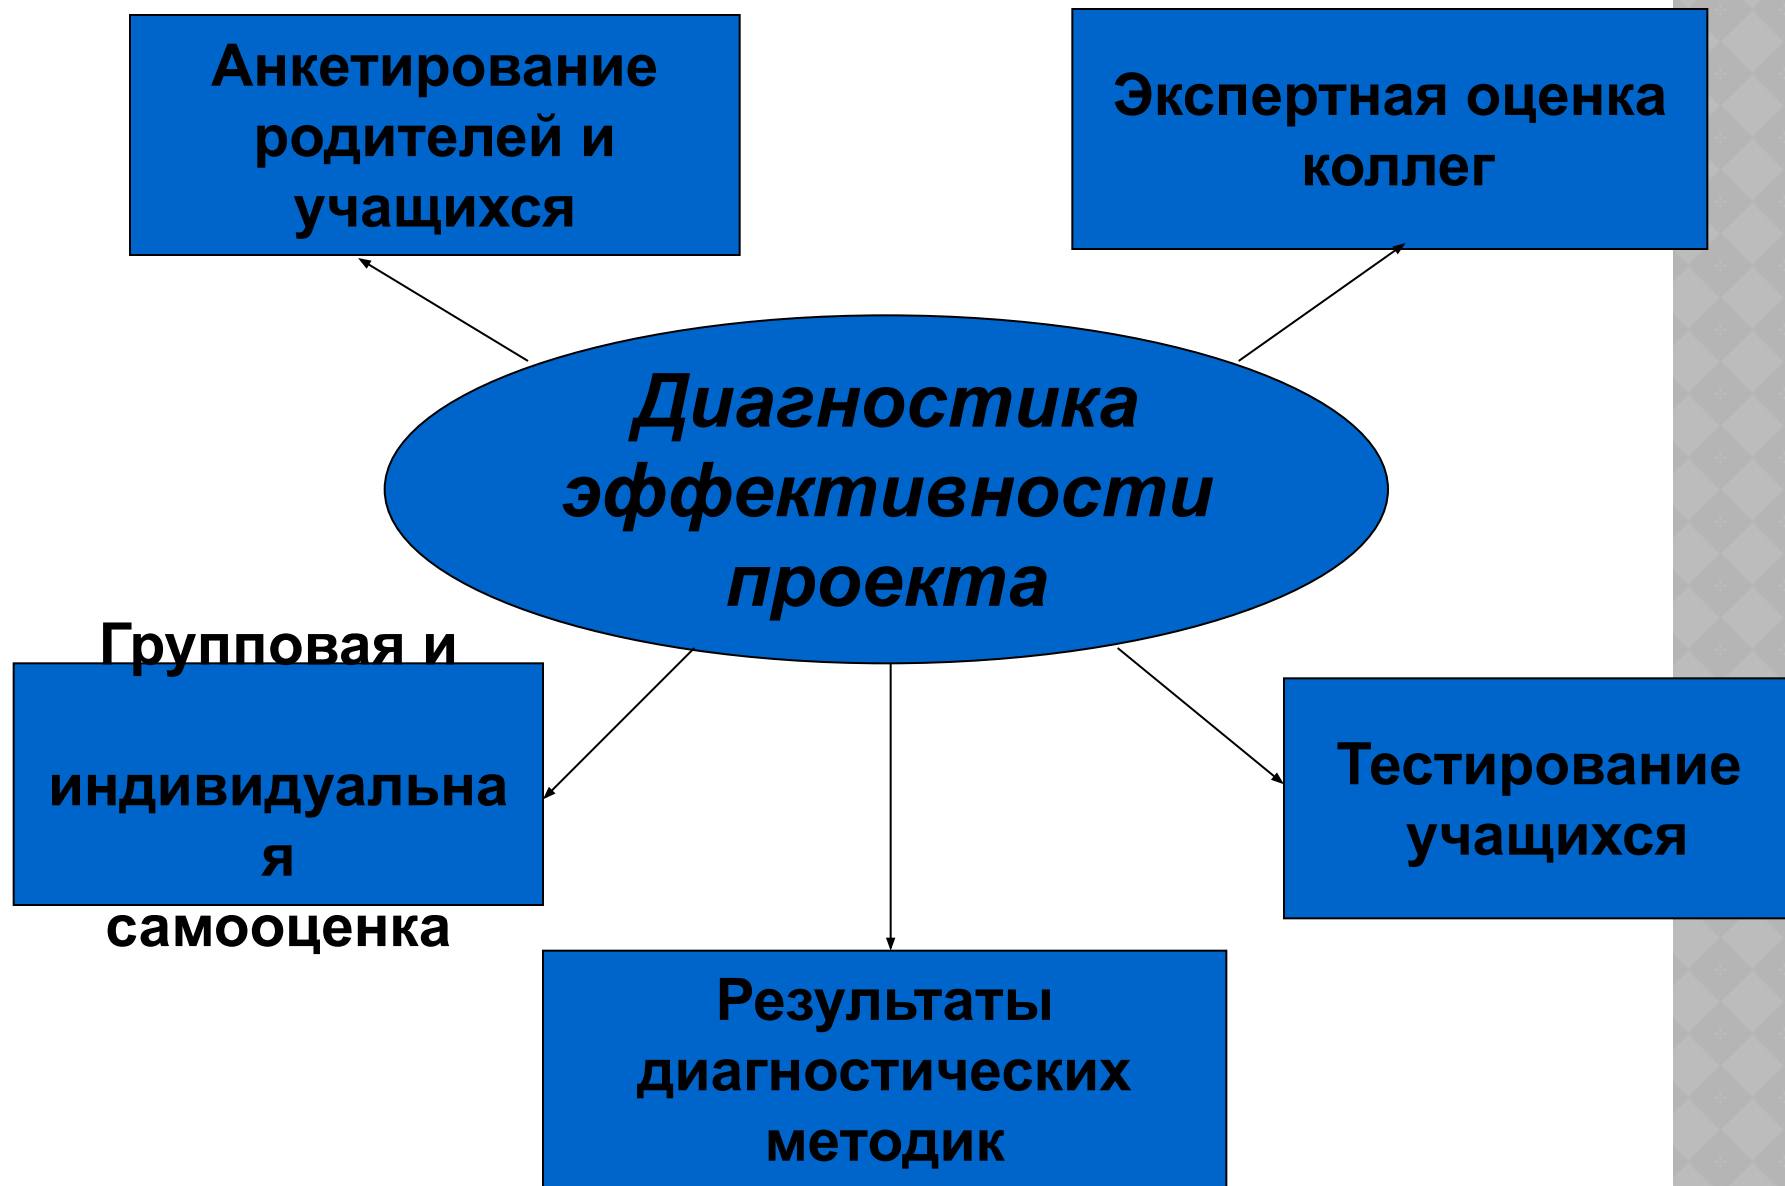 Анкетирование
родителей и
учащихся
Экспертная оценка
коллег
Диагностика
эффективности
проекта
Групповая и
индивидуальна
я
самооценка
Тестирование
учащихся
Результаты
диагностических
методик